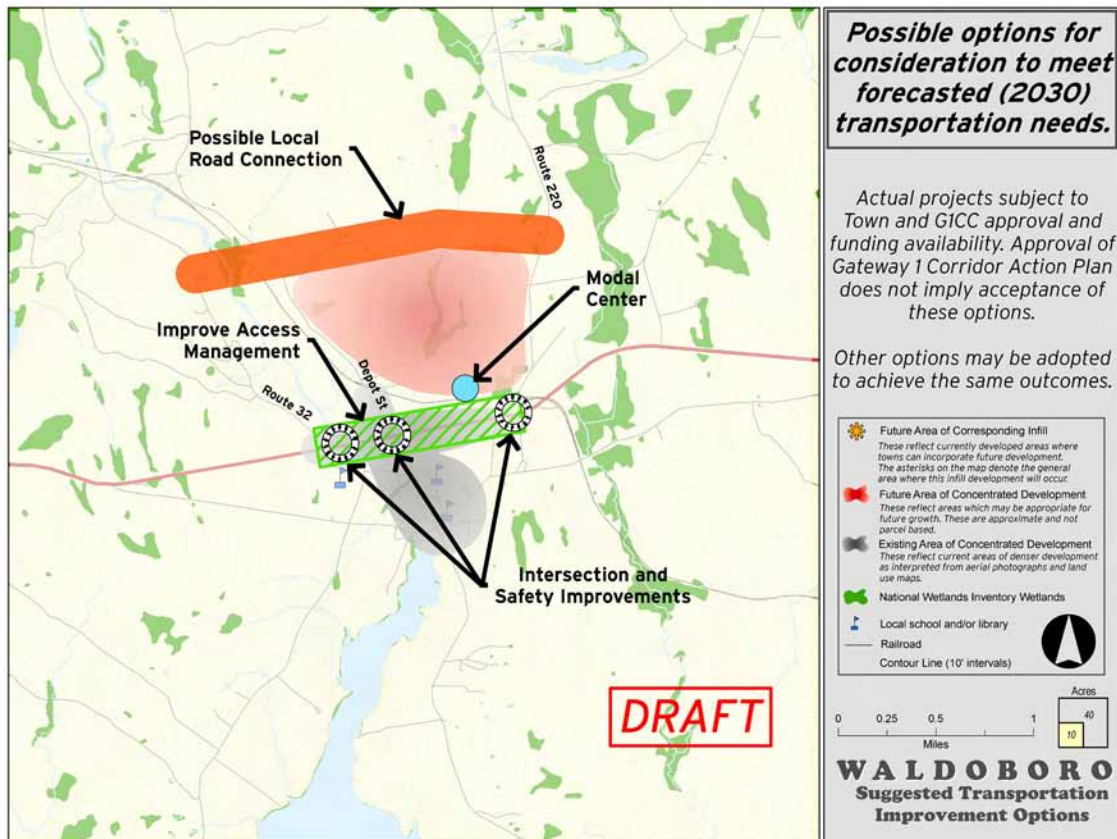 Possible Local
Road Connection
Route 220
Modal
Center
Improve Access
Management
Depot St
Route 32
Intersection and
Safety Improvements
DRAFT
Possible options for
consideration to meet
forecasted (2030)
transportation needs.
Actual projects subject to
Town and G1CC approval and
funding availability. Approval of
Gateway 1 Corridor Action Plan
does not imply acceptance of
these options.
Other options may be adopted
to achieve the same outcomes.
Future Area of Corresponding Infill
These reflect currently developed areas where
towns can incorporate future development.
The asterisks on the map denote the general
area where this infill development will occur.
Future Area of Concentrated Development
These reflect areas which may be appropriate for
future growth. These are approximate and not
parcel based.
Existing Area of Concentrated Development
These reflect current areas of denser development
as interpreted from aerial photographs and land
use maps.
National Wetlands Inventory Wetlands
Local school and/or library
Railroad
Contour Line (10' intervals)
Acres
40
10
0 0.25 0.5 1
Miles
WALDOBORO
Suggested Transportation
Improvement Options